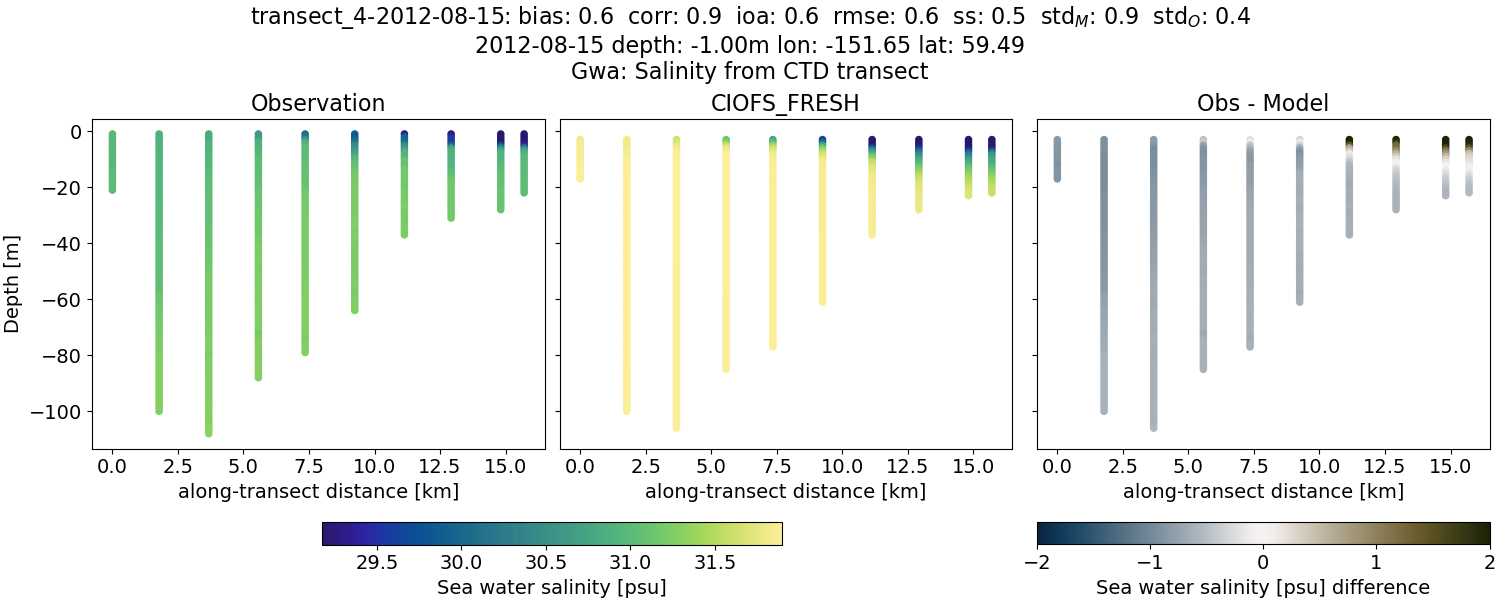 transect_4-2012-08-15: bias: 0.6  corr: 0.9  ioa: 0.6  rmse: 0.6  ss: 0.5  std_M: 0.9  std_O: 0.4
2012-08-15 depth: -1.00m lon: -151.65 lat: 59.49
Gwa: Salinity from CTD transect
Observation
CIOFS_FRESH
Obs - Model
Depth [m]
0
−20
−40
−60
−80
−100
0.0 2.5 5.0 7.5 10.0 12.5 15.0
0.0 2.5 5.0 7.5 10.0 12.5 15.0
0.0 2.5 5.0 7.5 10.0 12.5 15.0
along-transect distance [km]
along-transect distance [km]
along-transect distance [km]
29.5 30.0 30.5 31.0 31.5
Sea water salinity [psu]
−2 −1 0 1 2
Sea water salinity [psu] difference